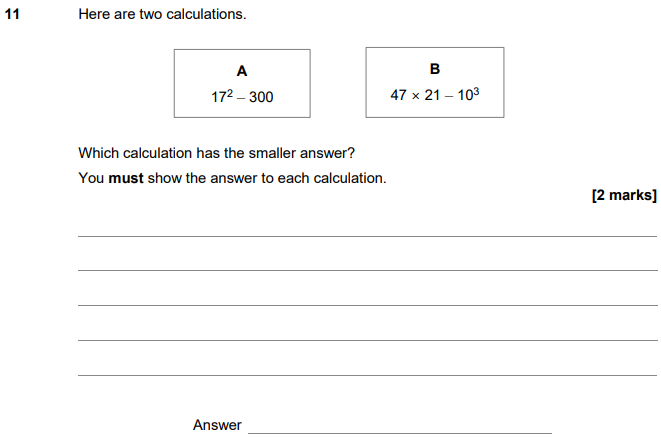 11 Here are two calculations.
A
17² – 300
B
47 × 21 – 10³
Which calculation has the smaller answer?
You must show the answer to each calculation.
[2 marks]
Answer